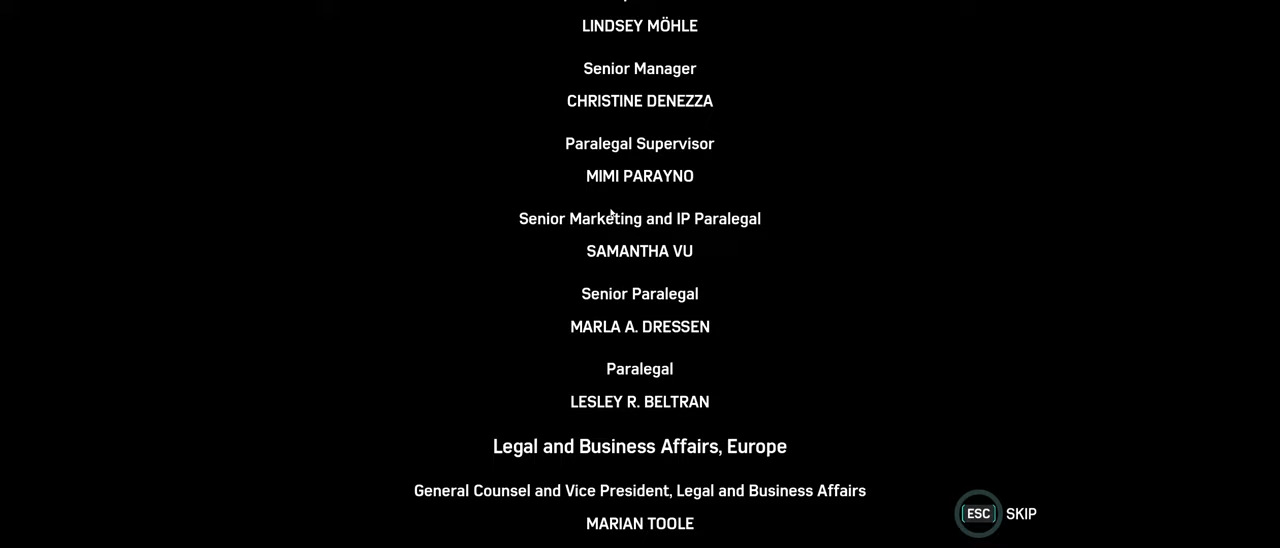 LINDSEY MÖHLE
Senior Manager
CHRISTINE DENEZZA
Paralegal Supervisor
MIMI PARAYNO
Senior Marketing and IP Paralegal
SAMANTHA VU
Senior Paralegal
MARLA A. DRESSEN
Paralegal
LESLEY R. BELTRAN
Legal and Business Affairs, Europe
General Counsel and Vice President, Legal and Business Affairs
MARIAN TOOLE
ESC SKIP